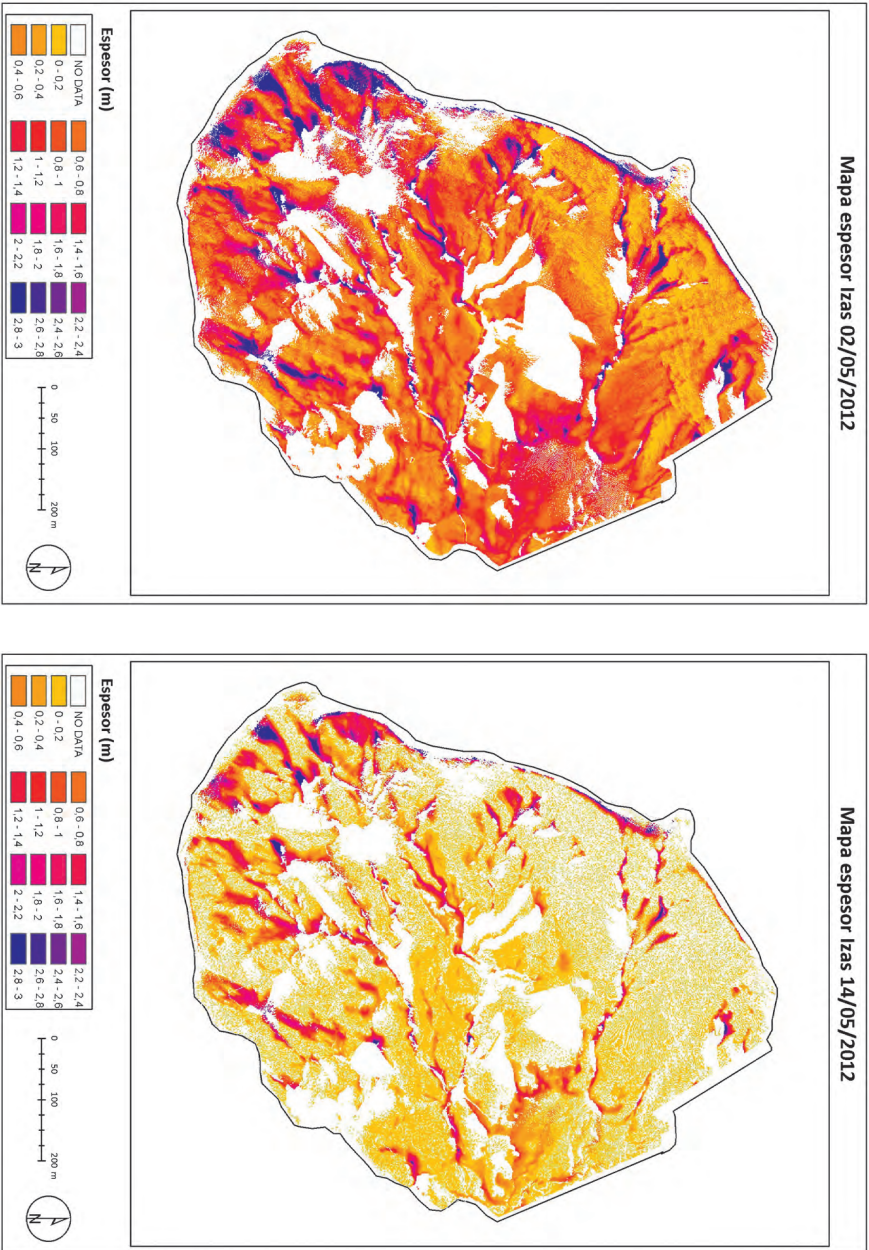 Mapa espesor Izas 02/05/2012
Espesor (m)
NO DATA
0 - 0,2
0,2 - 0,4
0,4 - 0,6
0,6 - 0,8
0,8 - 1
1 - 1,2
1,2 - 1,4
1,4 - 1,6
1,6 - 1,8
1,8 - 2
2 - 2,2
2,2 - 2,4
2,4 - 2,6
2,6 - 2,8
2,8 - 3
0 50 100 200 m
N
Mapa espesor Izas 14/05/2012
Espesor (m)
NO DATA
0 - 0,2
0,2 - 0,4
0,4 - 0,6
0,6 - 0,8
0,8 - 1
1 - 1,2
1,2 - 1,4
1,4 - 1,6
1,6 - 1,8
1,8 - 2
2 - 2,2
2,2 - 2,4
2,4 - 2,6
2,6 - 2,8
2,8 - 3
0 50 100 200 m
N